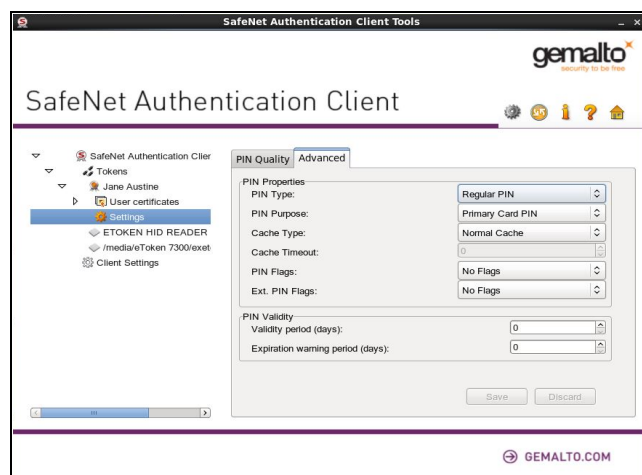 SafeNet Authentication Client Tools
gemalto
security to be free
SafeNet Authentication Client
SafeNet Authentication Clier
Tokens
Jane Austine
User certificates
Settings
ETOKEN HID READER
/media/eToken 7300/exet
Client Settings
PIN Quality Advanced
PIN Properties
PIN Type: Regular PIN
PIN Purpose: Primary Card PIN
Cache Type: Normal Cache
Cache Timeout: 0
PIN Flags: No Flags
Ext. PIN Flags: No Flags
PIN Validity
Validity period (days): 0
Expiration warning period (days): 0
Save Discard
GEMALTO.COM